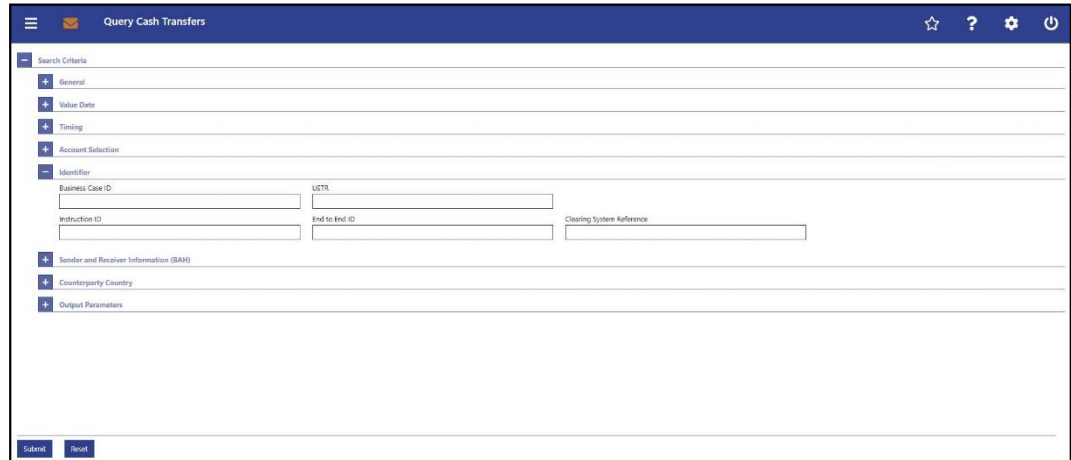 Query Cash Transfers
Search Criteria
General
Value Date
Timing
Account Selection
Identifier
Business Case ID UETR
Instruction ID End to End ID Clearing System Reference
Sender and Receiver Information (BAH)
Counterparty Country
Output Parameters
Submit Reset